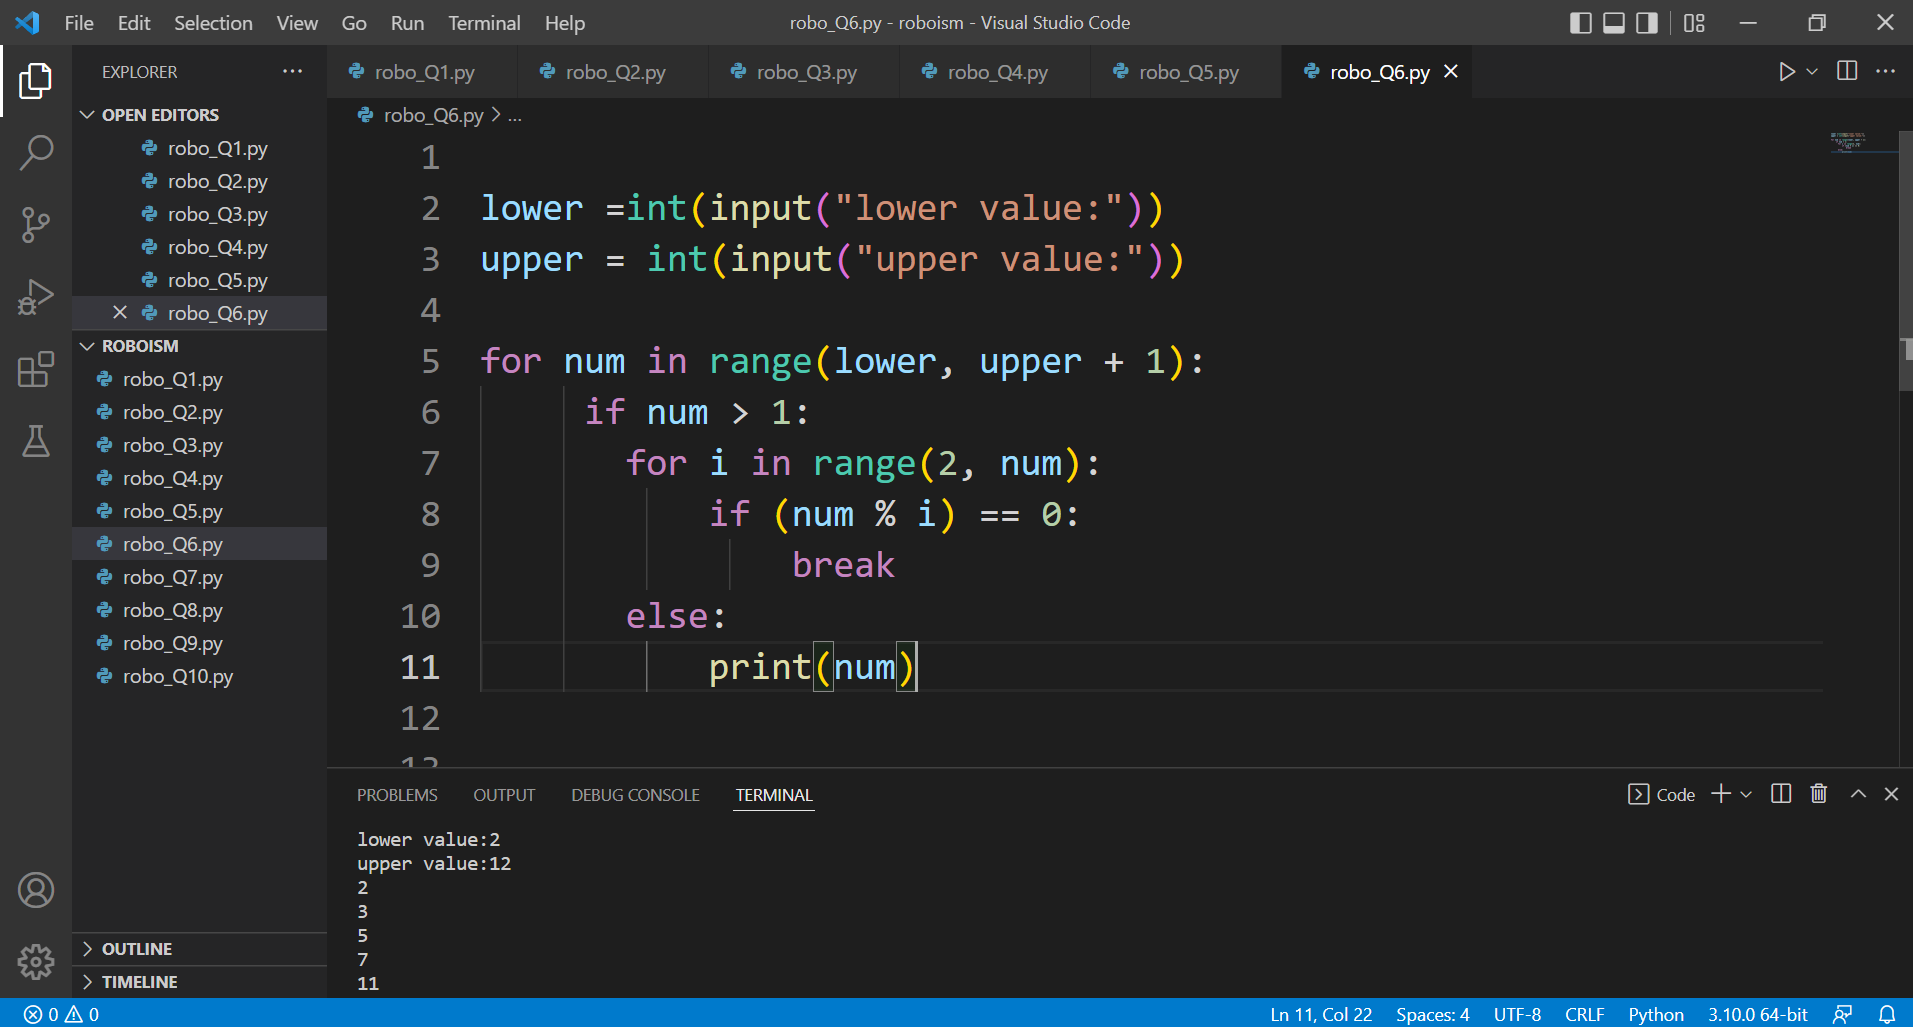 File Edit Selection View Go Run Terminal Help
robo_Q6.py - roboism - Visual Studio Code
EXPLORER
OPEN EDITORS
robo_Q1.py
robo_Q2.py
robo_Q3.py
robo_Q4.py
robo_Q5.py
robo_Q6.py
ROBOISM
robo_Q1.py
robo_Q2.py
robo_Q3.py
robo_Q4.py
robo_Q5.py
robo_Q6.py
robo_Q7.py
robo_Q8.py
robo_Q9.py
robo_Q10.py
OUTLINE
TIMELINE
robo_Q1.py robo_Q2.py robo_Q3.py robo_Q4.py robo_Q5.py robo_Q6.py
robo_Q6.py > ...
1
2 lower =int(input("lower value:"))
3 upper = int(input("upper value:"))
4
5 for num in range(lower, upper + 1):
6      if num > 1:
7        for i in range(2, num):
8            if (num % i) == 0:
9                break
10        else:
11            print(num)
12
13
PROBLEMS OUTPUT DEBUG CONSOLE TERMINAL
Code
lower value:2
upper value:12
2
3
5
7
11
0 0
Ln 11, Col 22 Spaces: 4 UTF-8 CRLF Python 3.10.0 64-bit